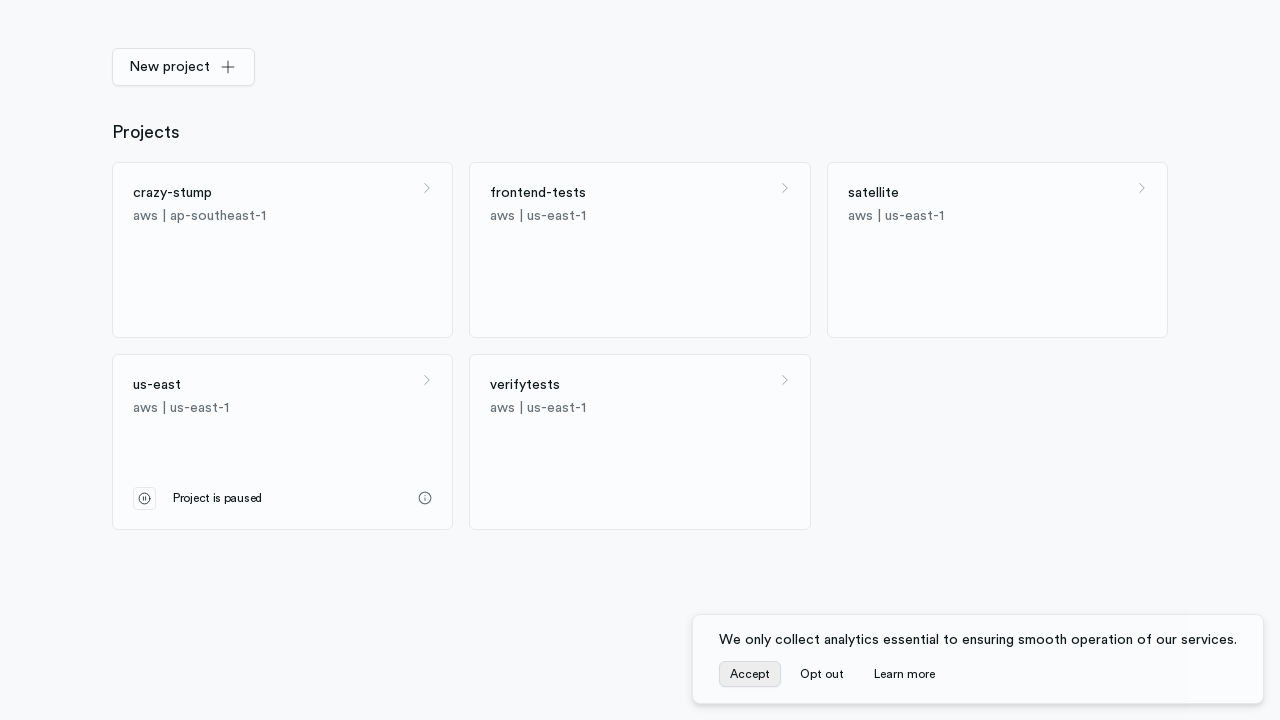 New project
Projects
crazy-stump
aws | ap-southeast-1
frontend-tests
aws | us-east-1
satellite
aws | us-east-1
us-east
aws | us-east-1
Project is paused
verifytests
aws | us-east-1
We only collect analytics essential to ensuring smooth operation of our services.
Accept Opt out Learn more